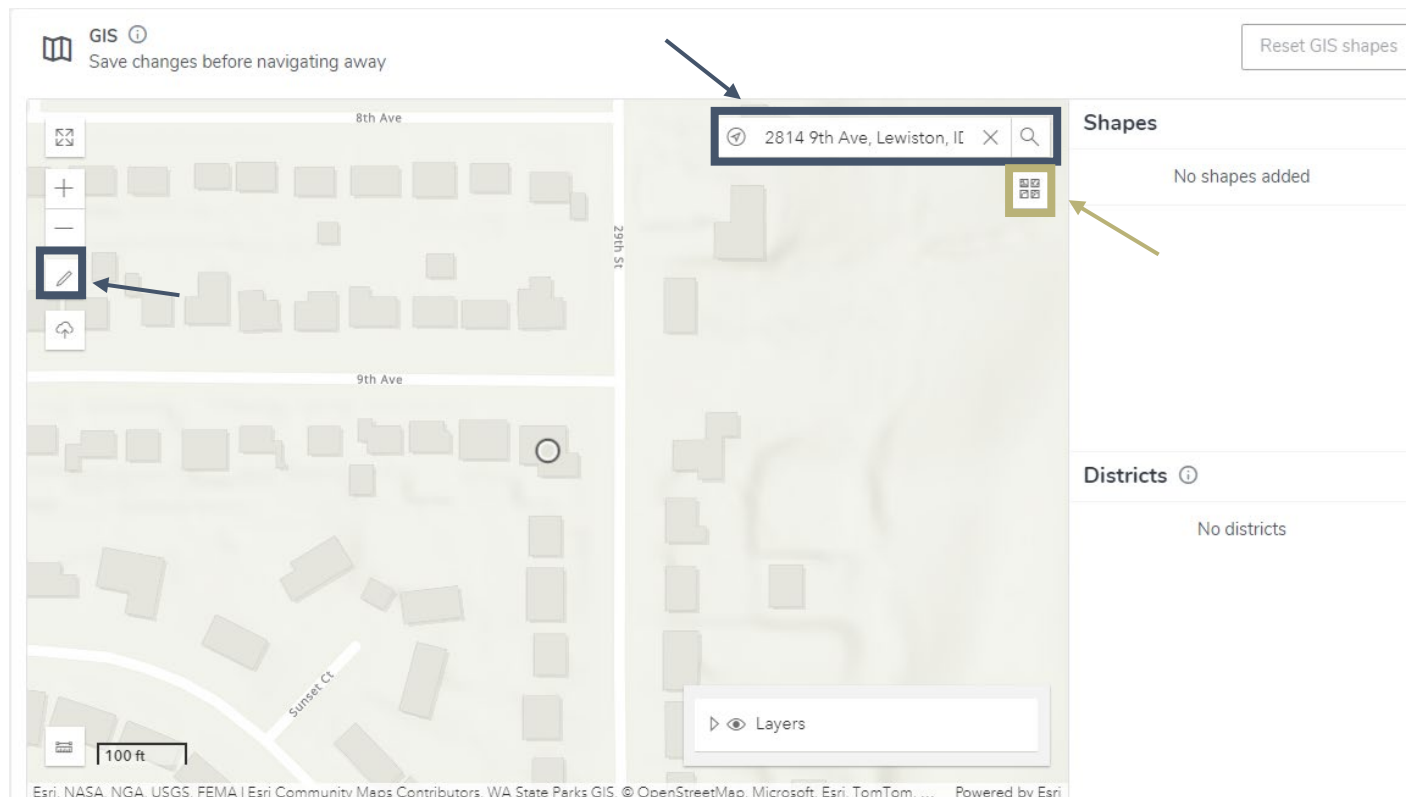 GIS
Save changes before navigating away
Reset GIS shapes
8th Ave
2814 9th Ave, Lewiston, I
Shapes
No shapes added
29th St
9th Ave
Districts
No districts
Sunset Ct
Layers
100 ft
Esri, NASA, NGA, USGS, FEMA | Esri Community Maps Contributors, WA State Parks GIS, © OpenStreetMap, Microsoft, Esri, TomTom, ... Powered by Esri